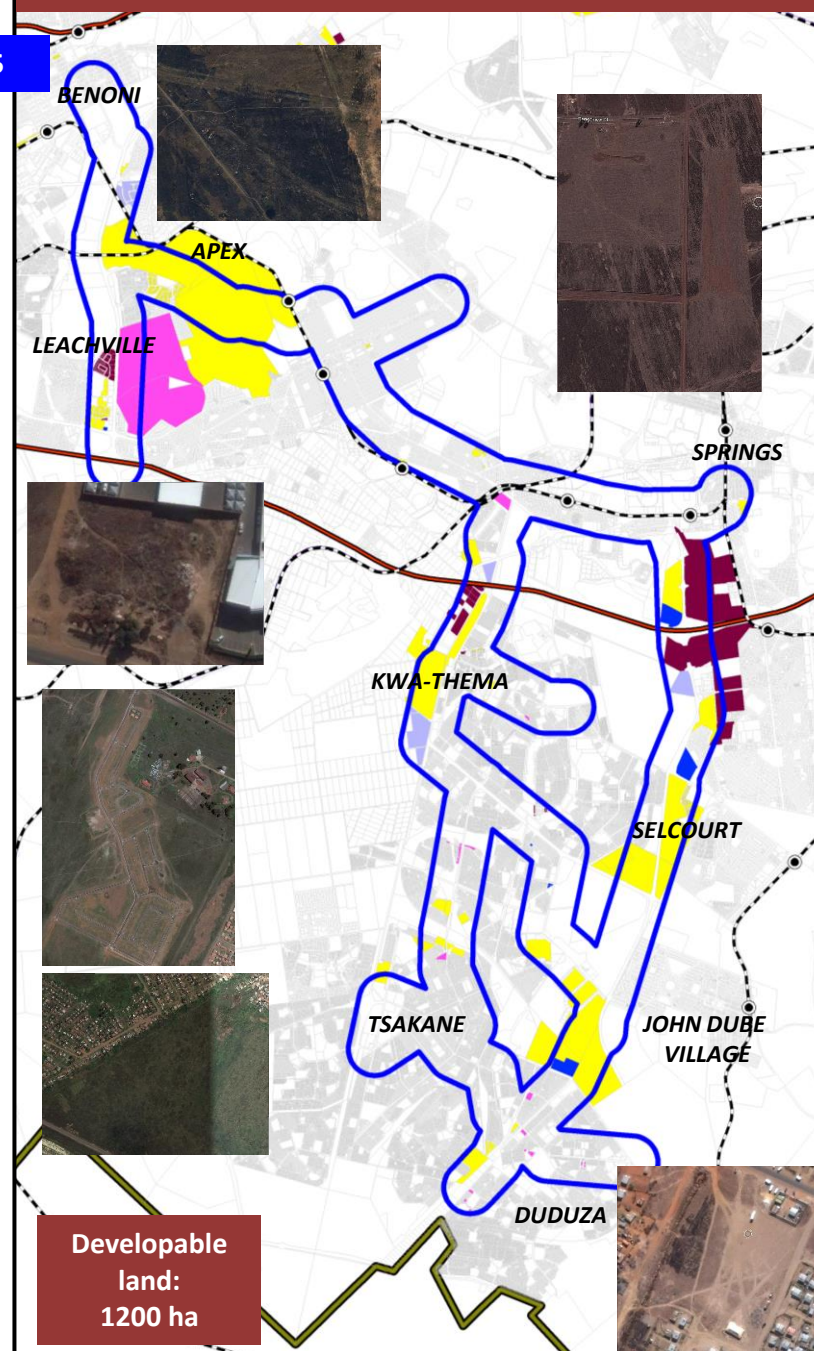 BENONI
APEX
LEACHVILLE
SPRINGS
KWA-THEMA
SELCOURT
TSAKANE
JOHN DUBE
VILLAGE
DUDUZA
Developable
land:
1200 ha